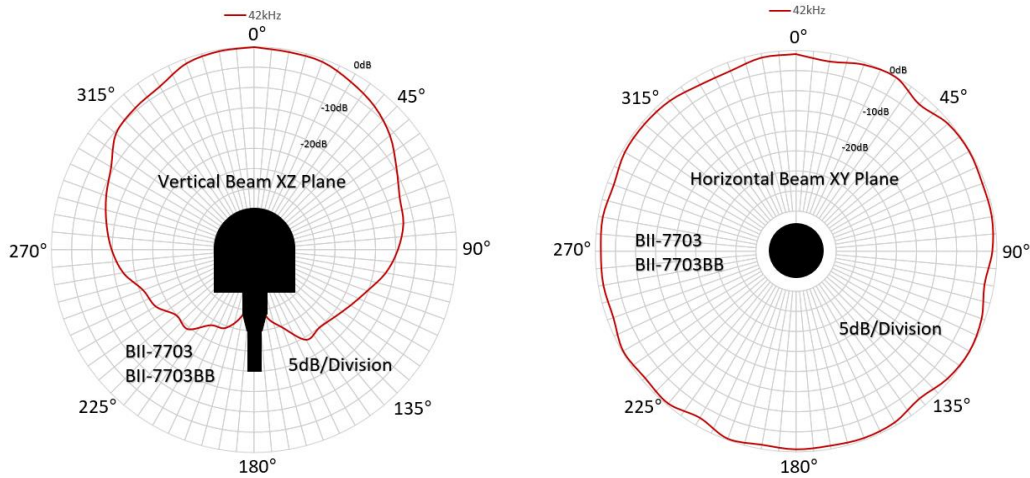 42kHz
0°
0dB
315°
45°
-10dB
-20dB
Vertical Beam XZ Plane
270°
90°
BII-7703
BII-7703BB
5dB/Division
225°
135°
180°
42kHz
0°
0dB
315°
45°
-10dB
-20dB
Horizontal Beam XY Plane
BII-7703
270°
90°
BII-7703BB
5dB/Division
225°
135°
180°